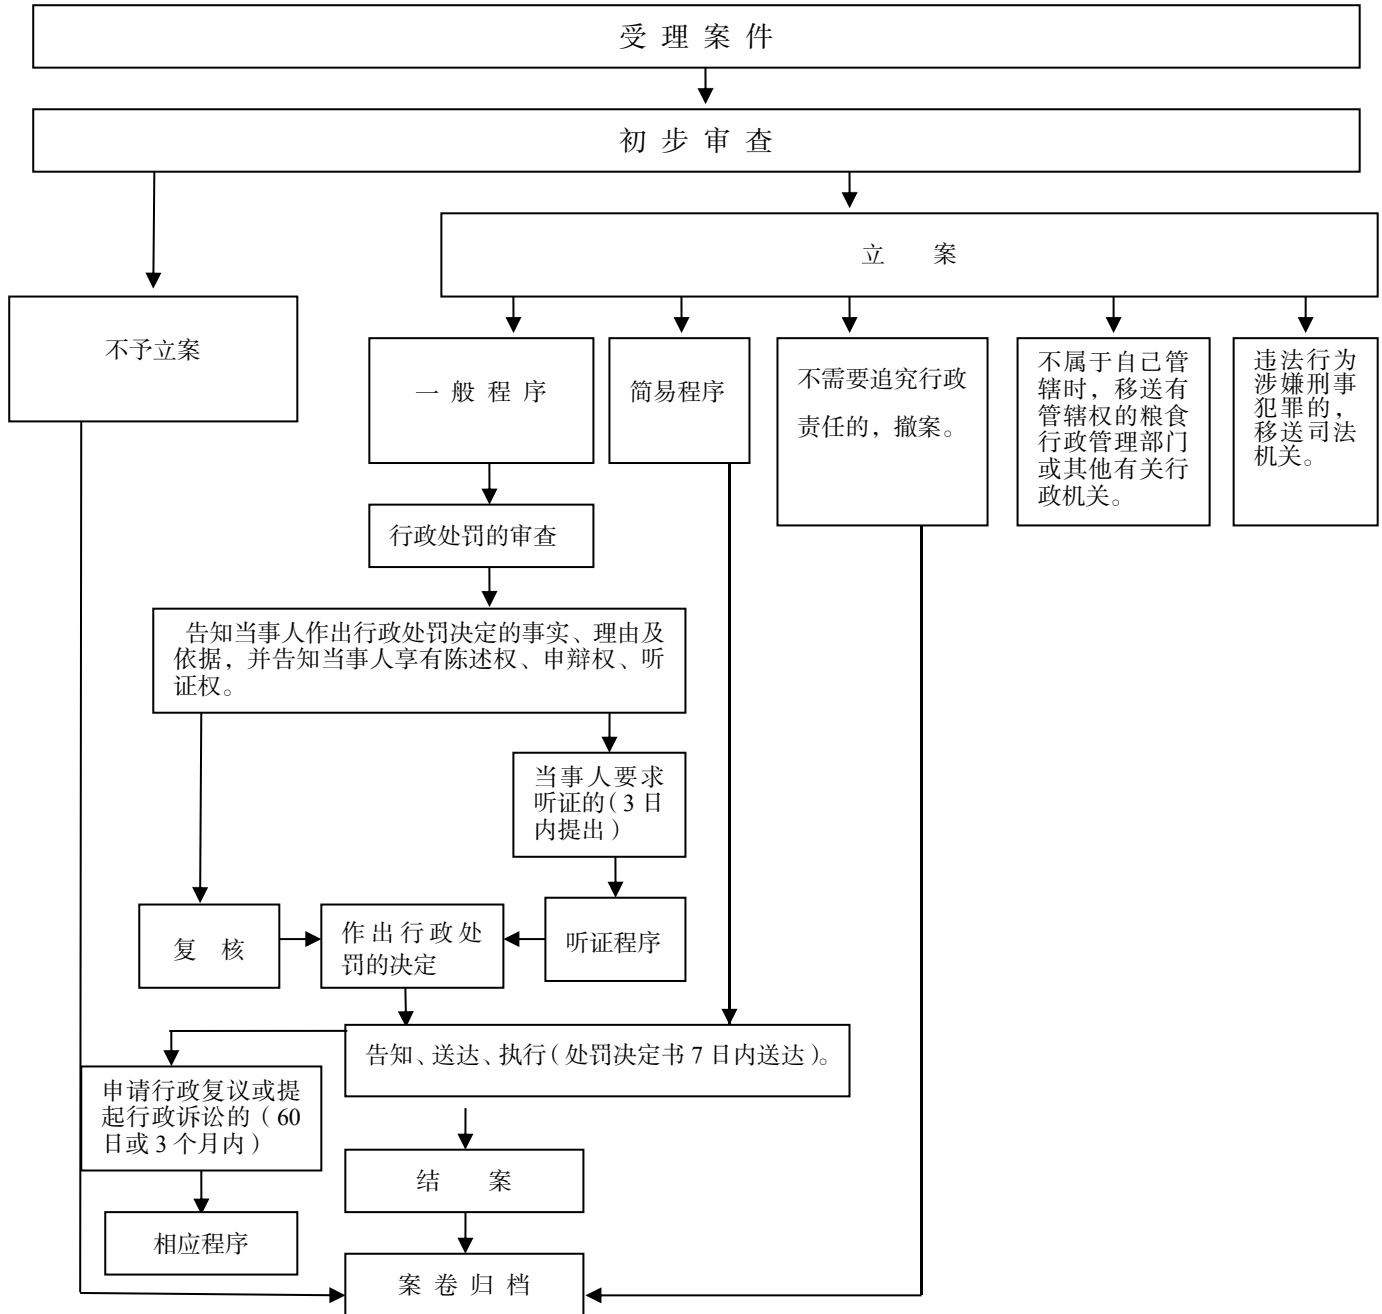 受理案件
初步审查
立 案
不予立案
一般程序
简易程序
不需要追究行政
责任的，撤案。
不属于自己管
辖时，移送有
管辖权的粮食
行政管理部门
或其他有关行
政机关。
违法行为
涉嫌刑事
犯罪的，
移送司法
机关。
行政处罚的审查
告知当事人作出行政处罚决定的事实、理由及
依据，并告知当事人享有陈述权、申辩权、听
证权。
当事人要求
听证的（3 日
内提出）
复 核
作出行政处
罚的决定
听证程序
告知、送达、执行（处罚决定书 7 日内送达）。
申请行政复议或提
起行政诉讼的（60
日或 3 个月内）
结 案
相应程序
案卷归档